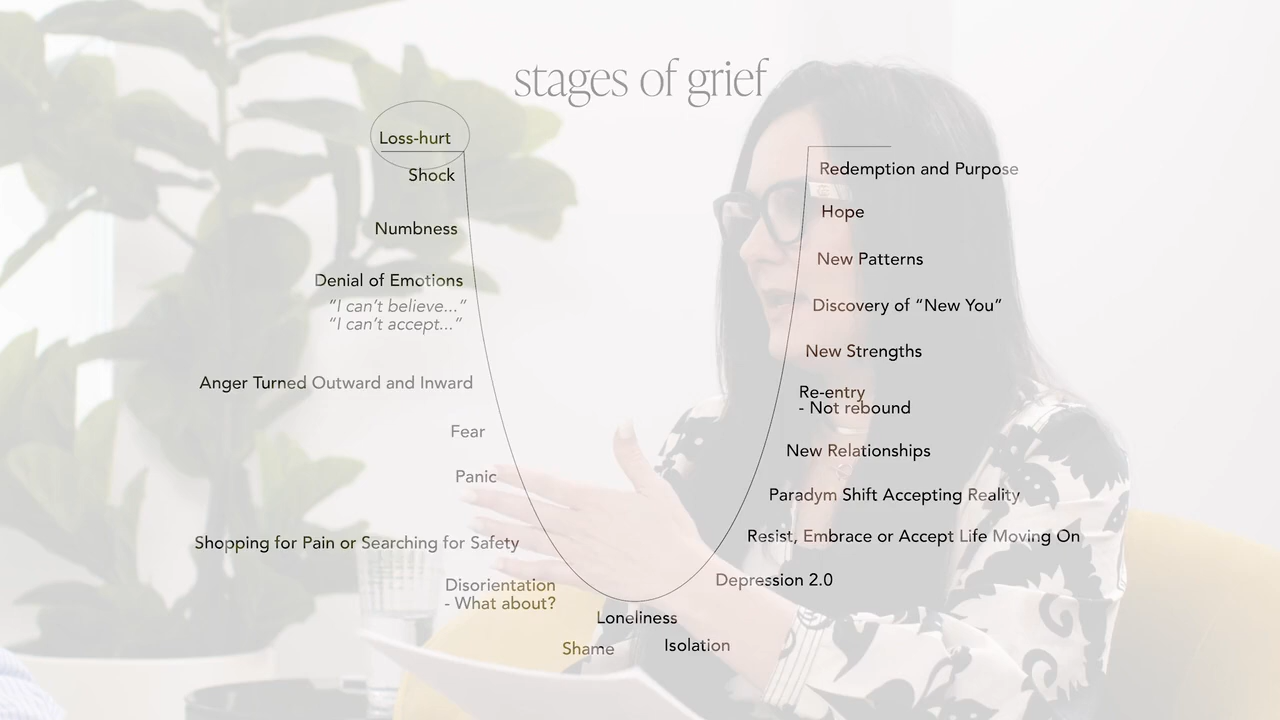 stages of grief
Loss-hurt
Shock
Numbness
Denial of Emotions
"I can't believe..."
"I can't accept..."
Anger Turned Outward and Inward
Fear
Panic
Shopping for Pain or Searching for Safety
Disorientation
- What about?
Loneliness
Shame
Isolation
Depression 2.0
Resist, Embrace or Accept Life Moving On
Paradym Shift Accepting Reality
New Relationships
Re-entry
- Not rebound
New Strengths
Discovery of “New You”
New Patterns
Hope
Redemption and Purpose